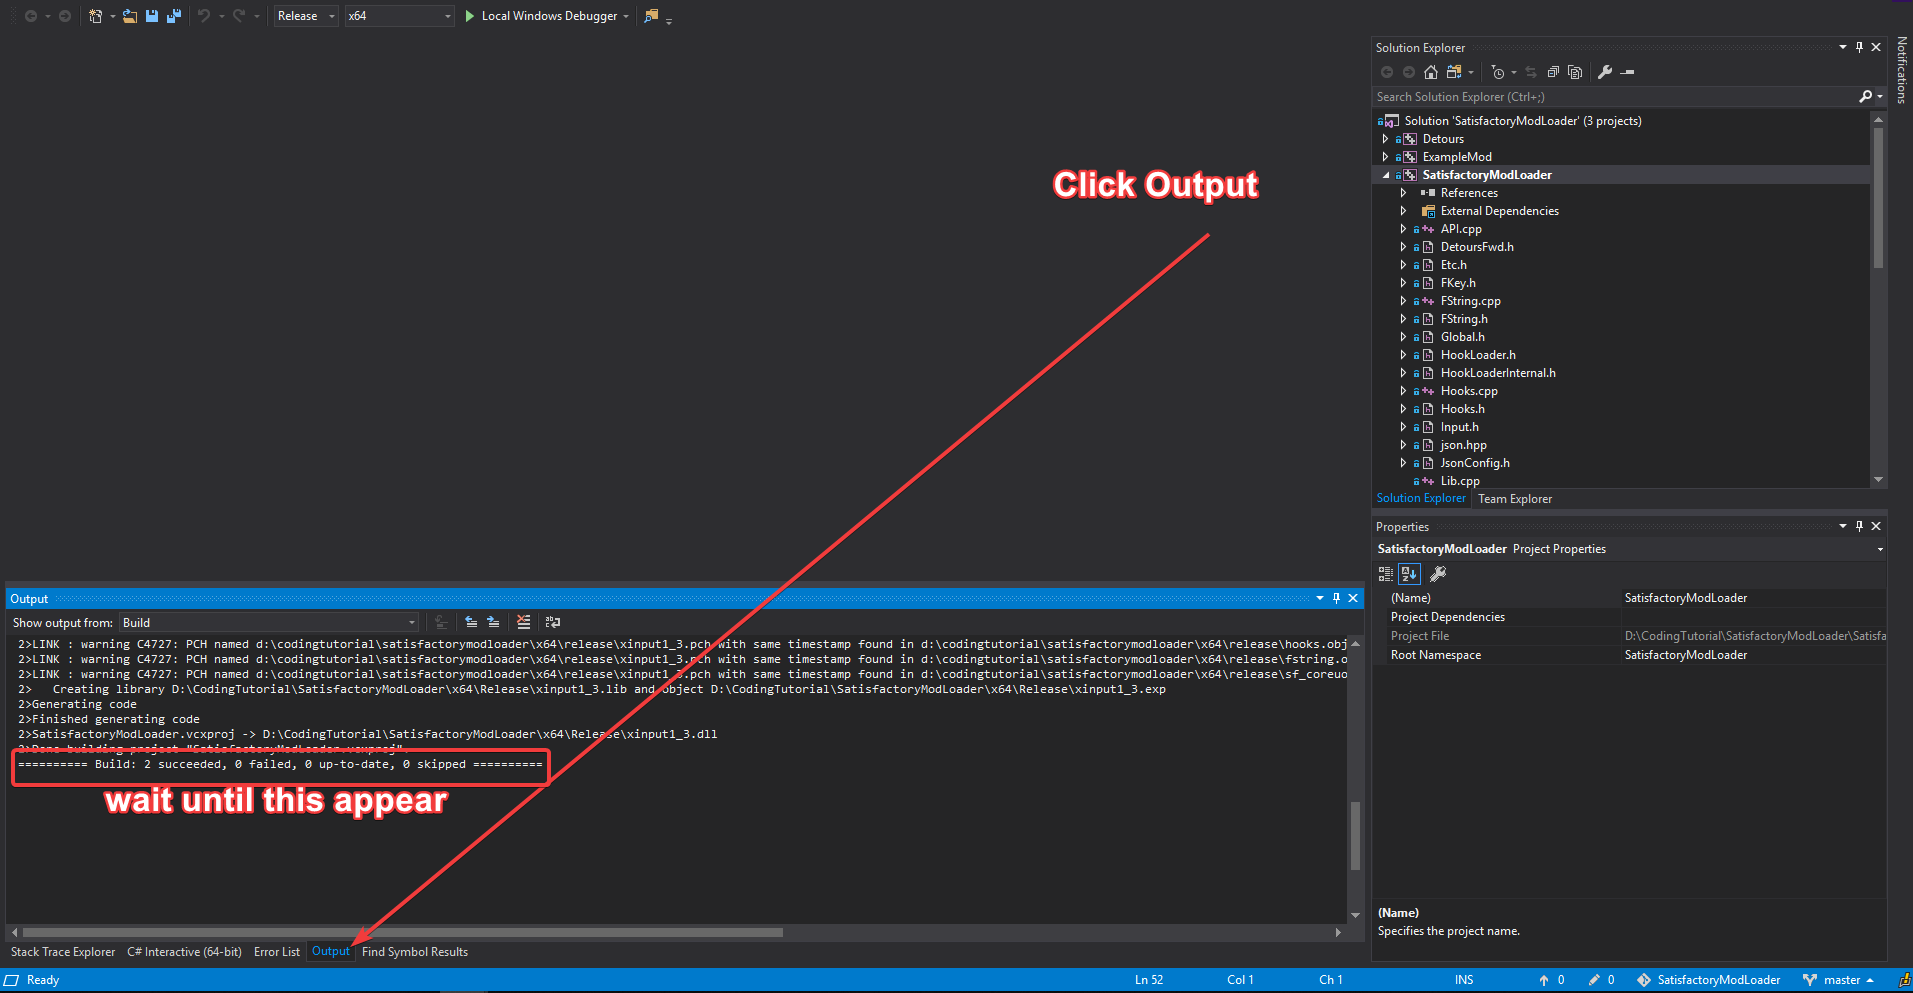 Release
x64
Local Windows Debugger
Notifications
Solution Explorer
Search Solution Explorer (Ctrl+;)
Solution 'SatisfactoryModLoader' (3 projects)
Detours
ExampleMod
SatisfactoryModLoader
References
External Dependencies
API.cpp
DetoursFwd.h
Etc.h
FKey.h
FString.cpp
FString.h
Global.h
HookLoader.h
HookLoaderInternal.h
Hooks.cpp
Hooks.h
Input.h
json.hpp
JsonConfig.h
Lib.cpp
Solution Explorer Team Explorer
Click Output
Properties
SatisfactoryModLoader Project Properties
(Name) SatisfactoryModLoader
Project Dependencies
Project File D:\CodingTutorial\SatisfactoryModLoader\Satisfa
Root Namespace SatisfactoryModLoader
(Name)
Specifies the project name.
Output
Show output from: Build
2>LINK : warning C4727: PCH named d:\codingtutorial\satisfactorymodloader\x64\release\xinput1_3.pch with same timestamp found in d:\codingtutorial\satisfactorymodloader\x64\release\hooks.obj
2>LINK : warning C4727: PCH named d:\codingtutorial\satisfactorymodloader\x64\release\xinput1_3.pch with same timestamp found in d:\codingtutorial\satisfactorymodloader\x64\release\fstring.o
2>LINK : warning C4727: PCH named d:\codingtutorial\satisfactorymodloader\x64\release\xinput1_3.pch with same timestamp found in d:\codingtutorial\satisfactorymodloader\x64\release\sf_coreuo
2> Creating library D:\CodingTutorial\SatisfactoryModLoader\x64\Release\xinput1_3.lib and object D:\CodingTutorial\SatisfactoryModLoader\x64\Release\xinput1_3.exp
2>Generating code
2>Finished generating code
2>SatisfactoryModLoader.vcxproj -> D:\CodingTutorial\SatisfactoryModLoader\x64\Release\xinput1_3.dll
2>Done building project "SatisfactoryModLoader.vcxproj".
========== Build: 2 succeeded, 0 failed, 0 up-to-date, 0 skipped ==========
wait until this appear
Stack Trace Explorer C# Interactive (64-bit) Error List Output Find Symbol Results
Ready Ln 52 Col 1 Ch 1 INS 0 0 SatisfactoryModLoader master